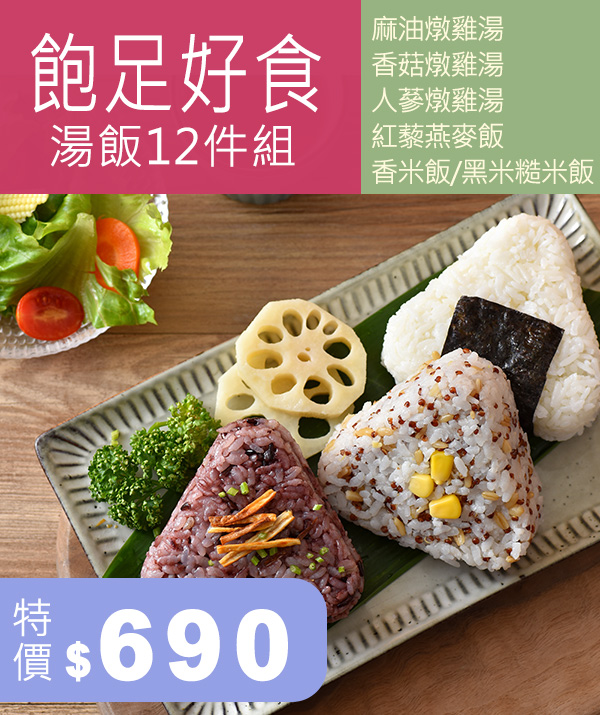 飽足好食
湯飯12件組
麻油燉雞湯
香菇燉雞湯
人蔘燉雞湯
紅藜燕麥飯
香米飯/黑米糙米飯
特價 $690